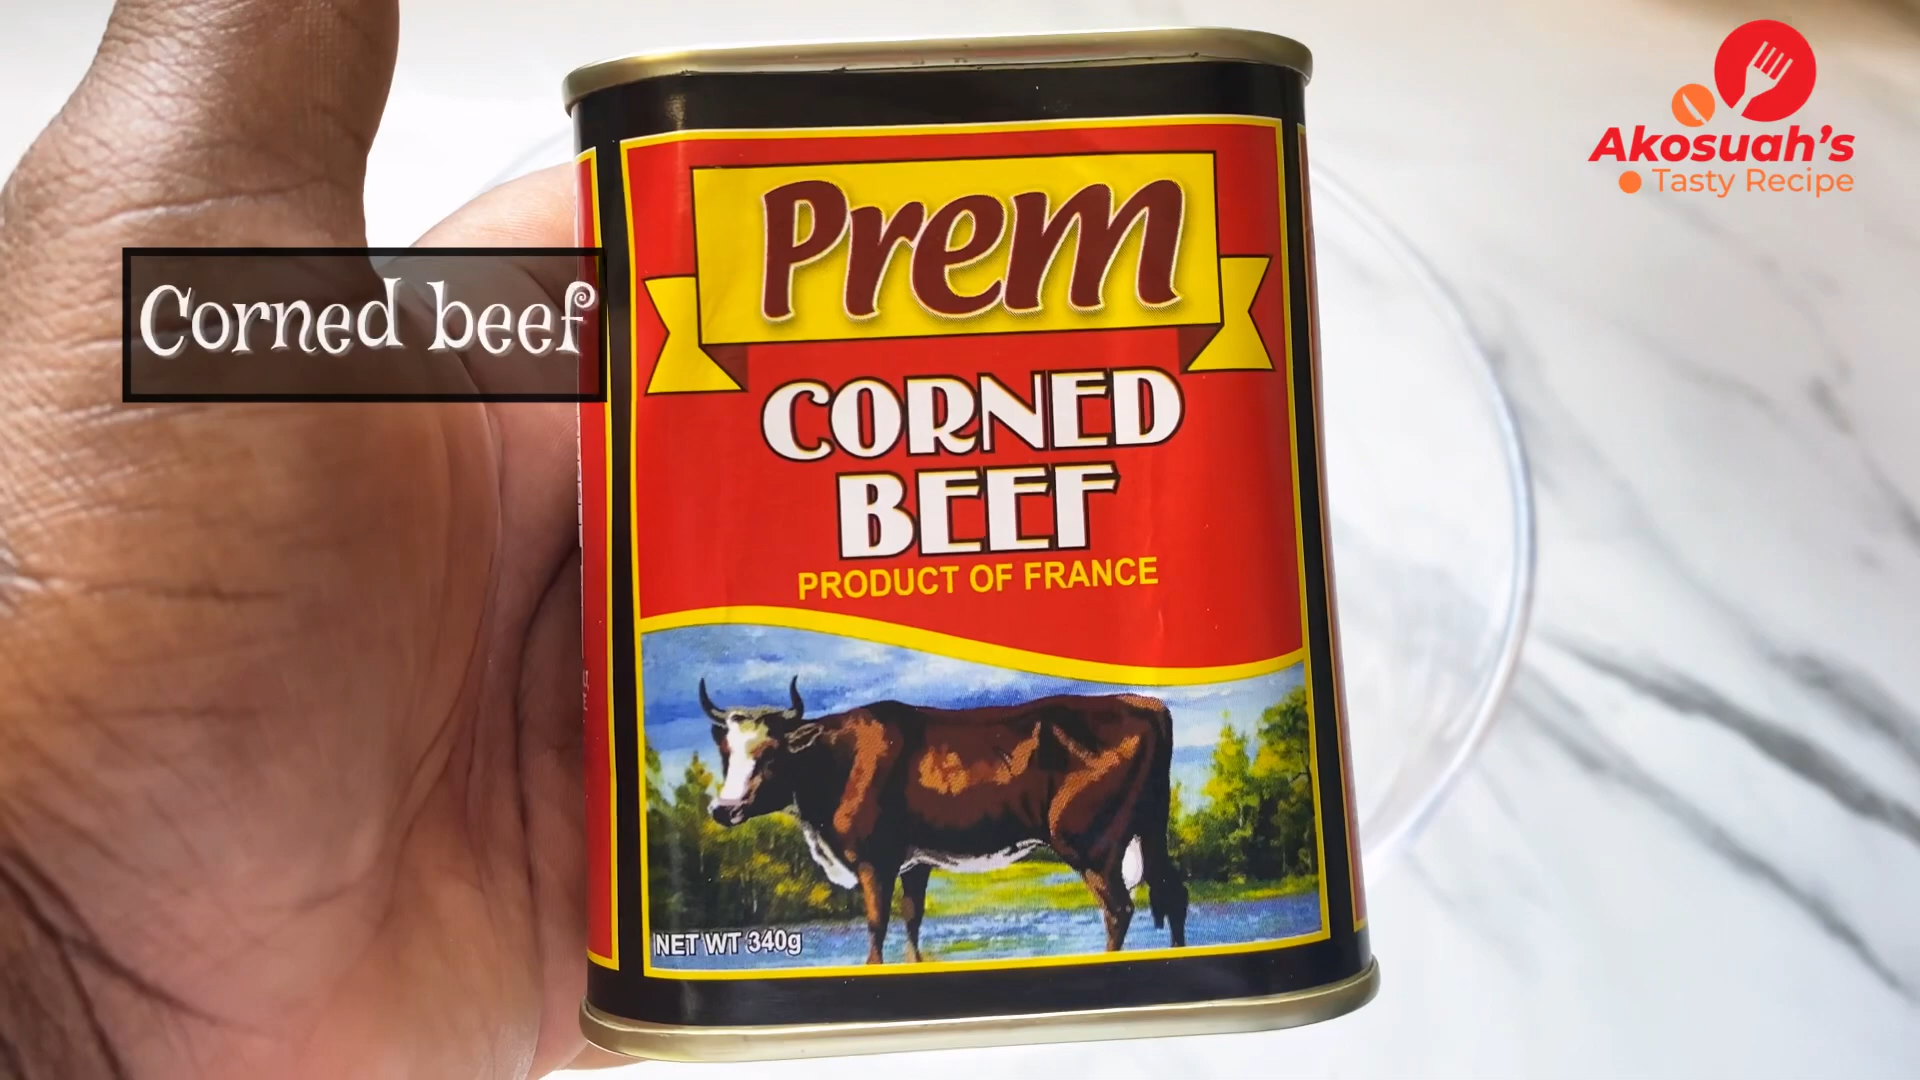 Akosuah's
Tasty Recipe
Corned beef
Prem
CORNED
BEEF
PRODUCT OF FRANCE
NET WT 340g